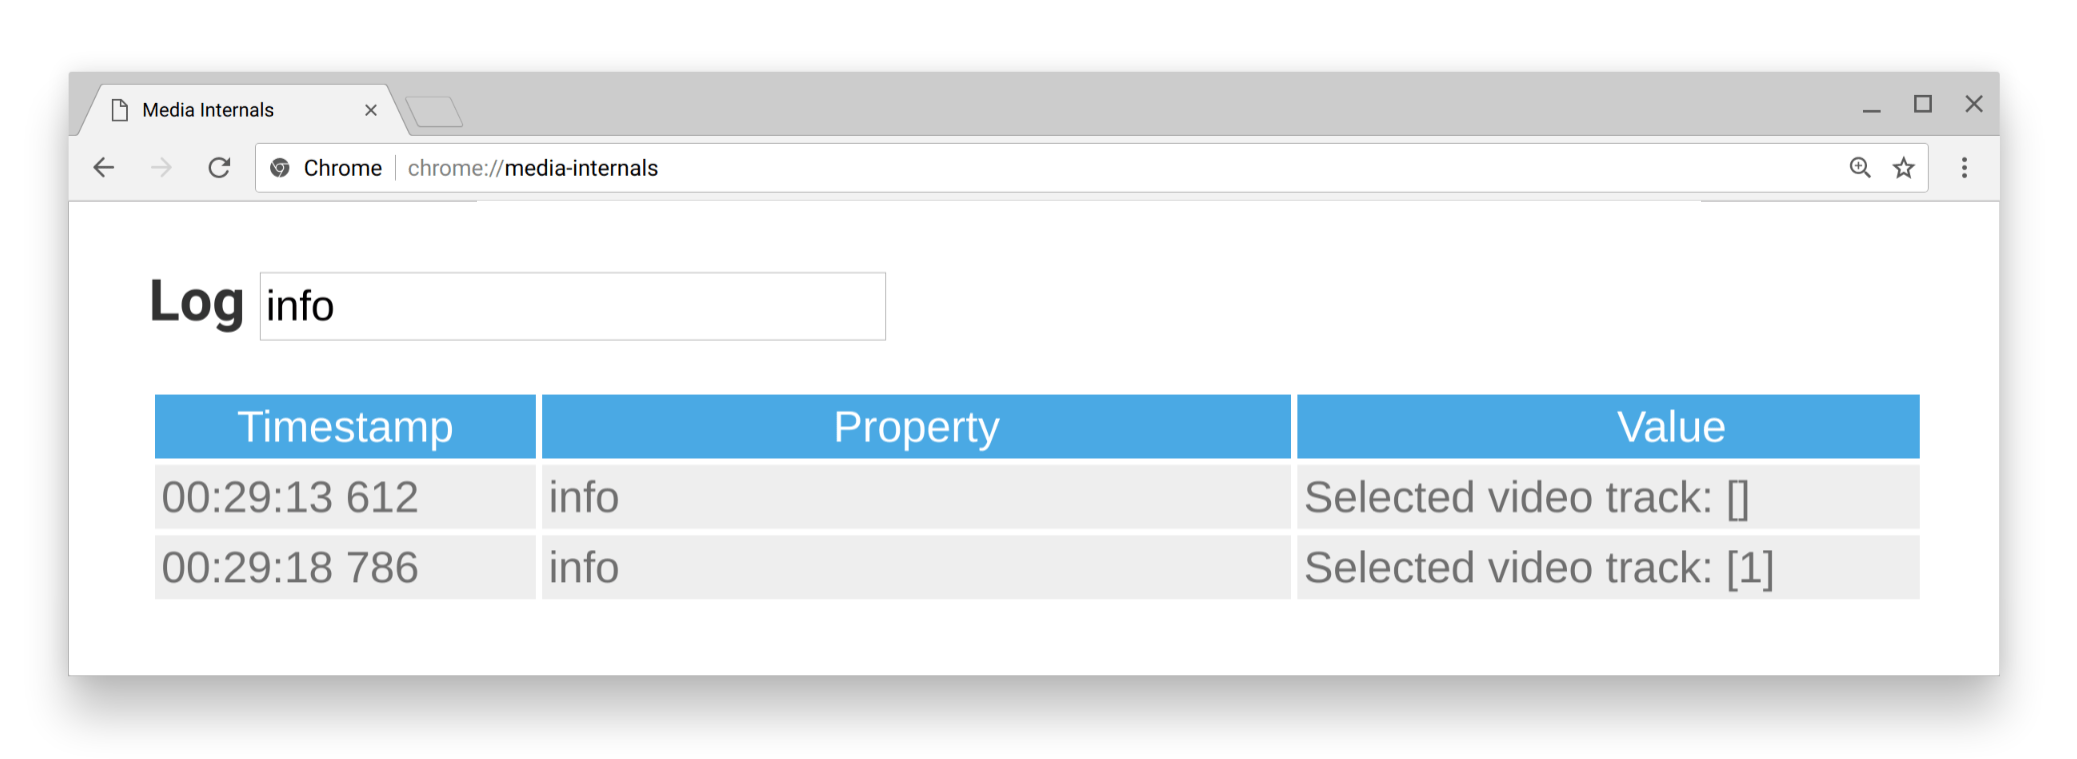 Media Internals
Chrome chrome://media-internals
Log info
Timestamp Property Value
00:29:13 612 info Selected video track: []
00:29:18 786 info Selected video track: [1]